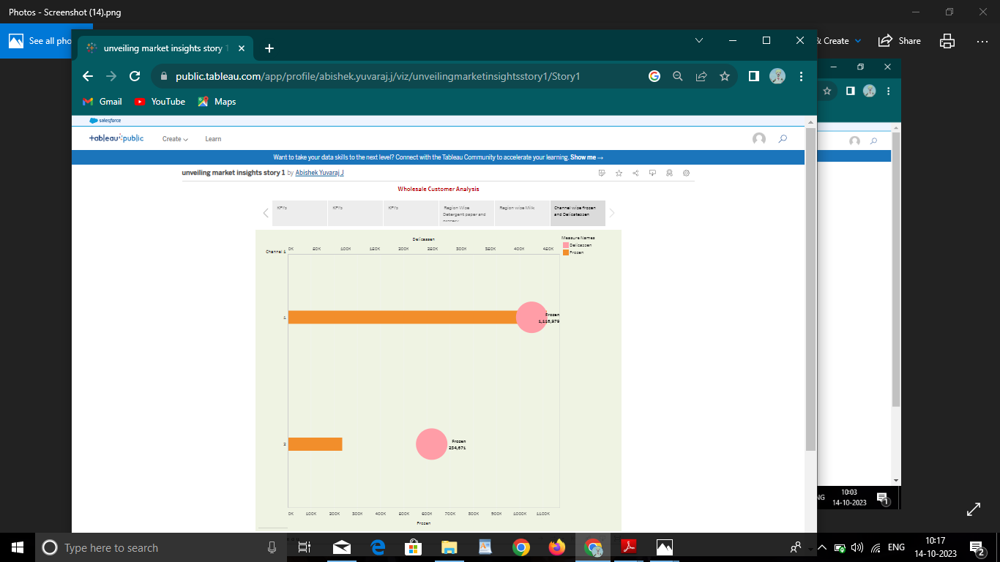 Photos - Screenshot (14).png
See all pho
& Create
Share
unveiling market insights story 1
public.tableau.com/app/profile/abishek.yuvaraj.j/viz/unveilingmarketinsightsstory1/Story1
Gmail
YouTube
Maps
salesforce
+ableau public
Create
Learn
Want to take your data skills to the next level? Connect with the Tableau Community to accelerate your learning. Show me →
unveiling market insights story 1 by Abishek Yuvaraj J
Wholesale Customer Analysis
KPI's
KPI's
KPI's
Region Wise
Detergent paper and
Region wise Milk
Channel wise frozen
and Delicatessen
Delicassen
Channel 1
0K 50K 100K 150K 200K 250K 300K 350K 400K 450K
Measure Names
Delicassen
Frozen
1
Frozen
1,116,979
2
Frozen
234,671
0K 100K 200K 300K 400K 500K 600K 700K 800K 900K 1000K 1100K
Frozen
NG
10:03
14-10-2023
1
Type here to search
ENG
10:17
14-10-2023
2